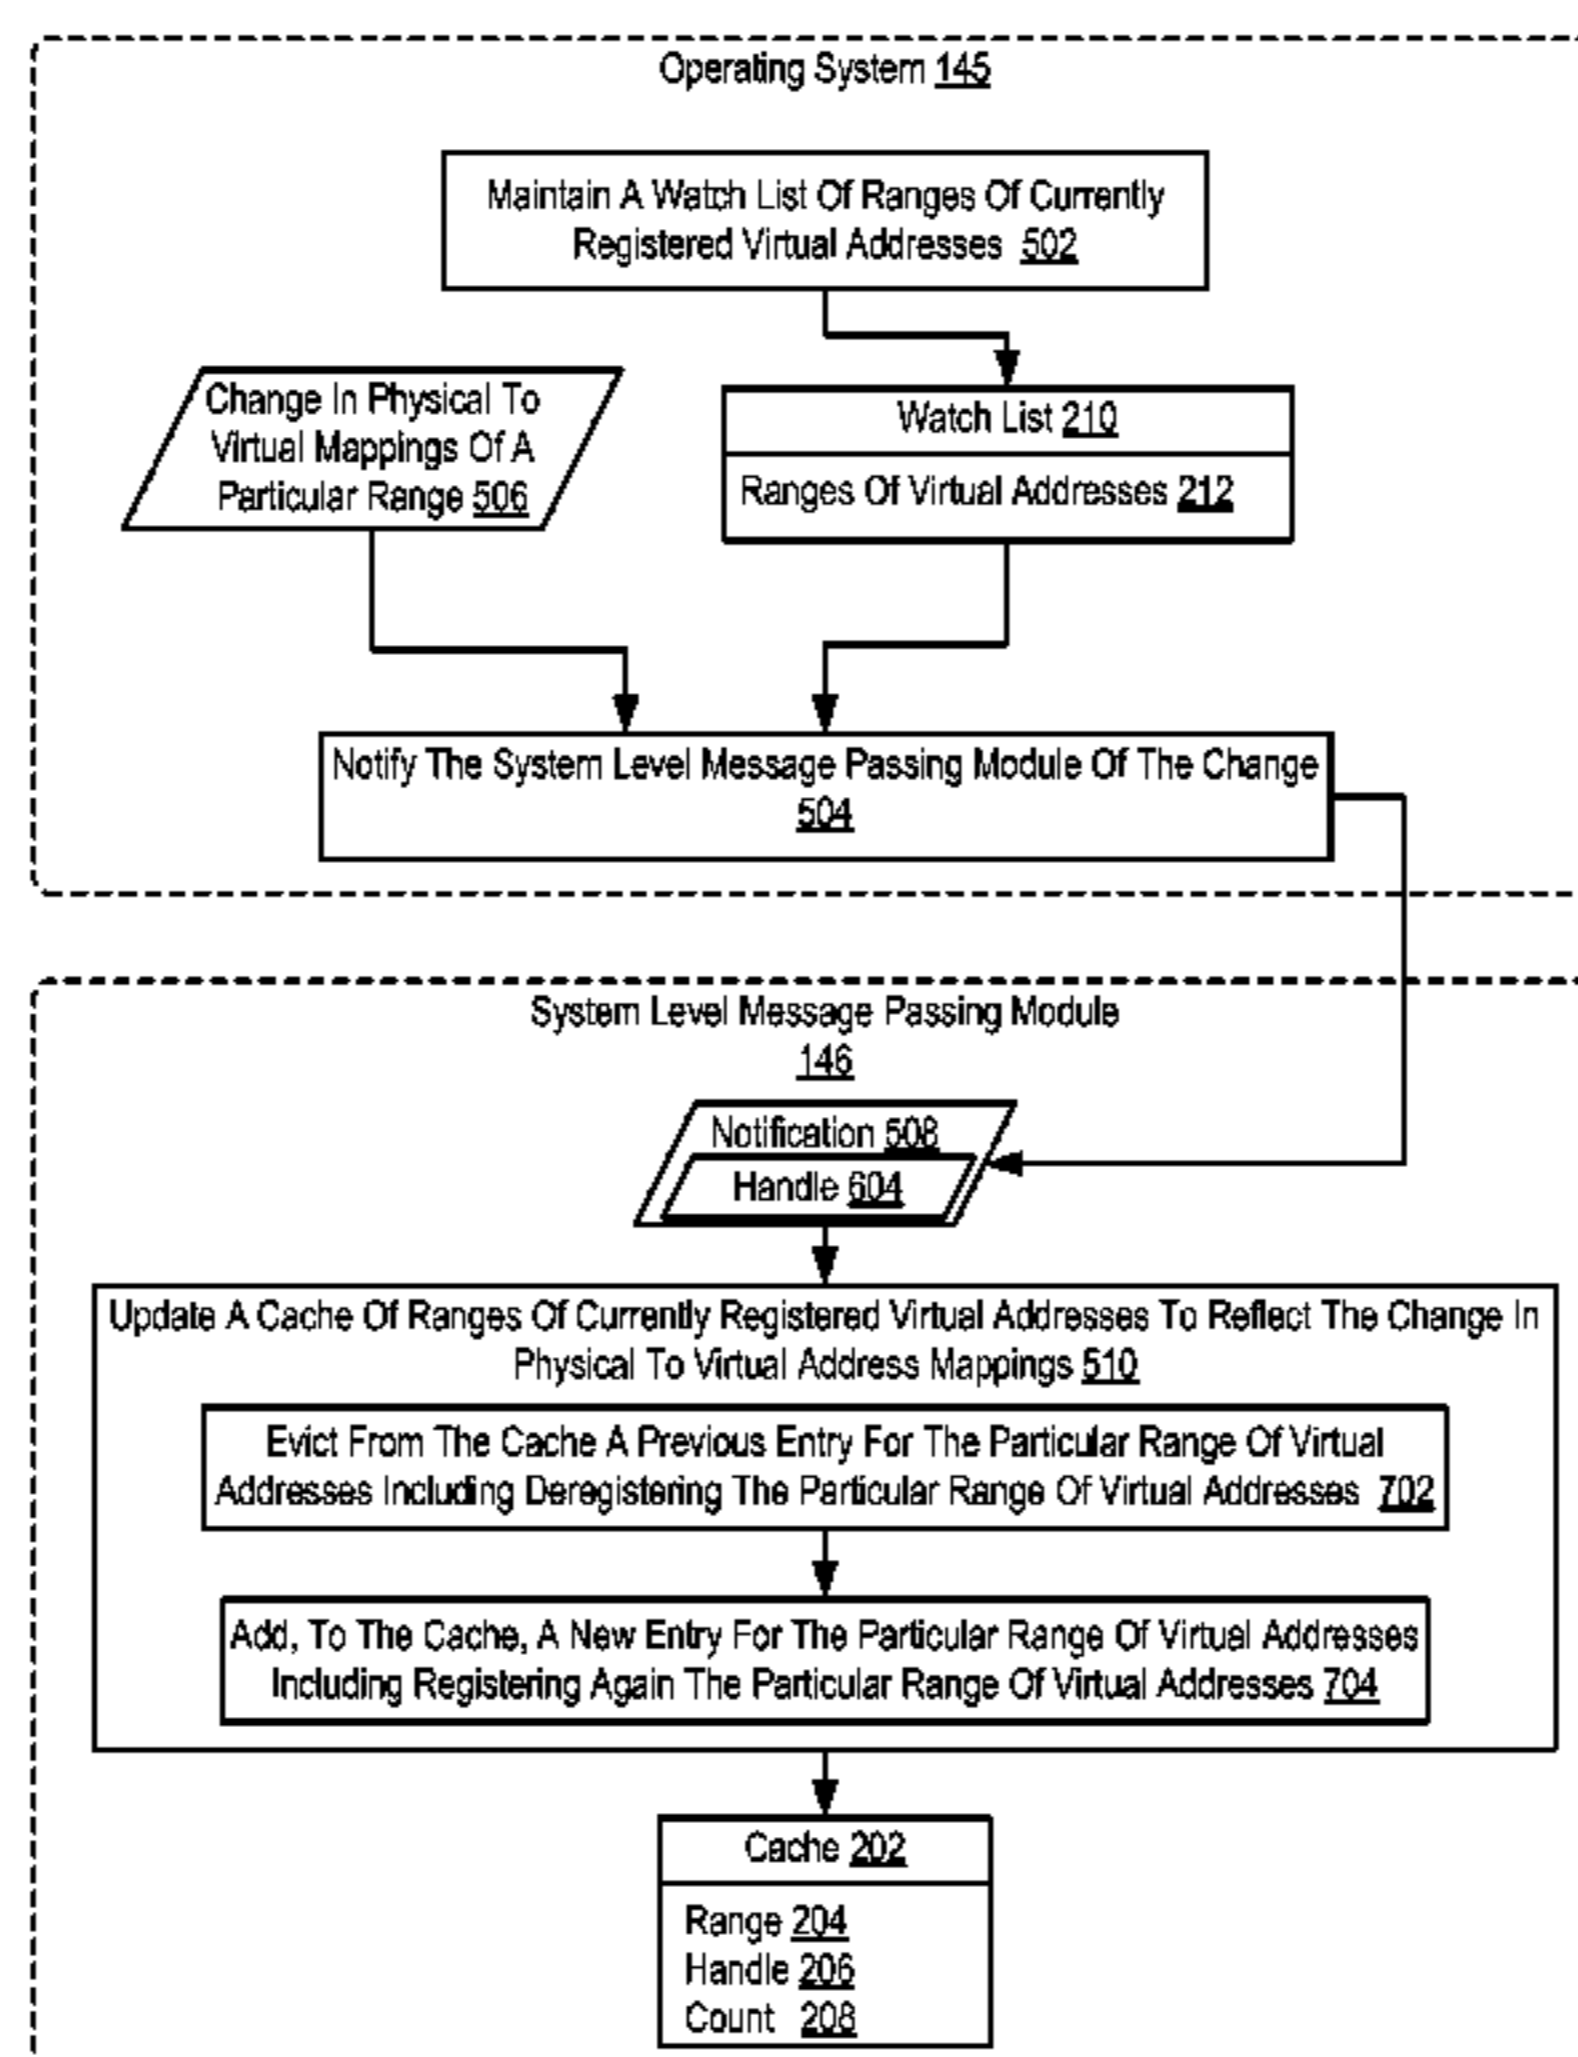 Operating System 145
Maintain A Watch List Of Ranges Of Currently
Registered Virtual Addresses 502
Change In Physical To
Virtual Mappings Of A
Particular Range 506
Watch List 210
Ranges Of Virtual Addresses 212
Notify The System Level Message Passing Module Of The Change
504
System Level Message Passing Module
146
Notification 508
Handle 604
Update A Cache Of Ranges Of Currently Registered Virtual Addresses To Reflect The Change In
Physical To Virtual Address Mappings 510
Evict From The Cache A Previous Entry For The Particular Range Of Virtual
Addresses Including Deregistering The Particular Range Of Virtual Addresses 702
Add, To The Cache, A New Entry For The Particular Range Of Virtual Addresses
Including Registering Again The Particular Range Of Virtual Addresses 704
Cache 202
Range 204
Handle 206
Count 208